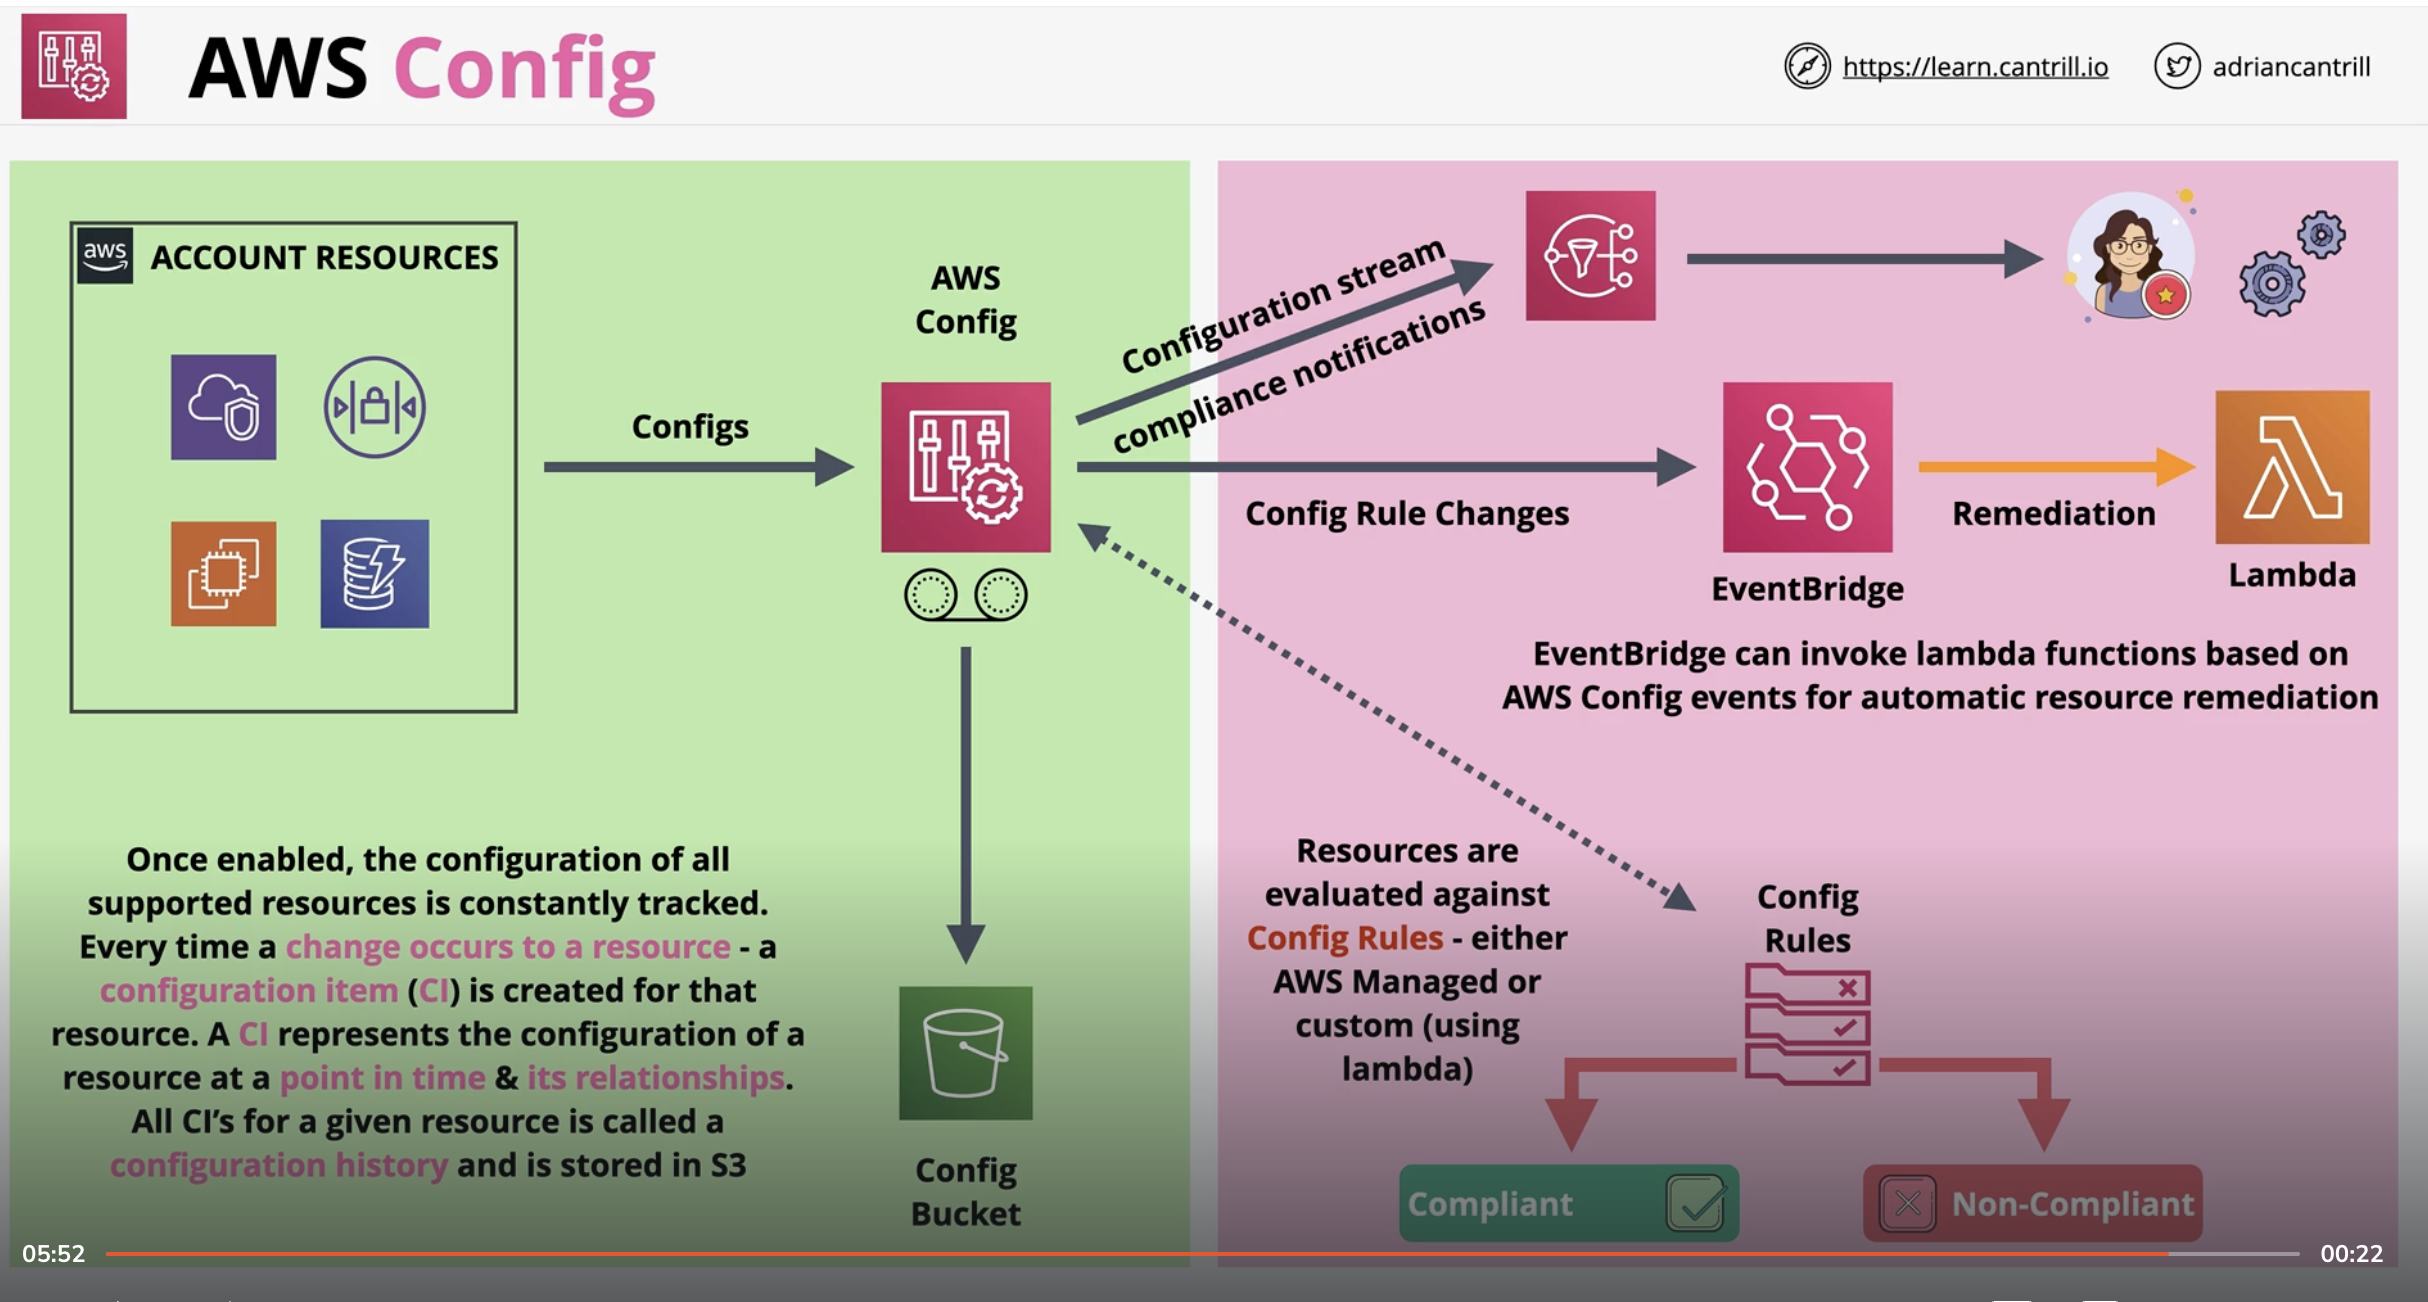 AWS Config
https://learn.cantrill.io
adriancantrill
aws
ACCOUNT RESOURCES
Configs
AWS
Config
Configuration stream
compliance notifications
Config Rule Changes
EventBridge
Remediation
Lambda
EventBridge can invoke lambda functions based on
AWS Config events for automatic resource remediation
Once enabled, the configuration of all
supported resources is constantly tracked.
Every time a change occurs to a resource - a
configuration item (CI) is created for that
resource. A CI represents the configuration of a
resource at a point in time & its relationships.
All CI's for a given resource is called a
configuration history and is stored in S3
Config
Bucket
Resources are
evaluated against
Config Rules - either
AWS Managed or
custom (using
lambda)
Config
Rules
Compliant
Non-Compliant
05:52
00:22